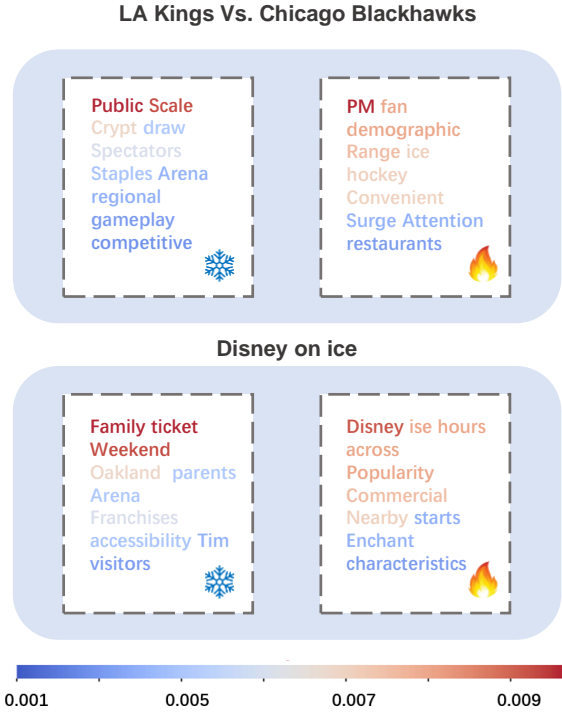 LA Kings Vs. Chicago Blackhawks
Public Scale
Crypt draw
Spectators
Staples Arena
regional
gameplay
competitive
PM fan
demographic
Range ice
hockey
Convenient
Surge Attention
restaurants
Disney on ice
Family ticket
Weekend
Oakland parents
Arena
Franchises
accessibility Tim
visitors
Disney ise hours
across
Popularity
Commercial
Nearby starts
Enchant
characteristics
0.001 0.005 0.007 0.009